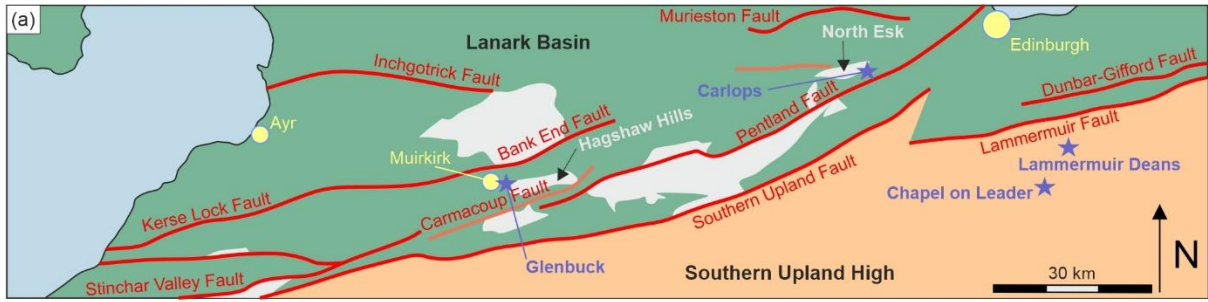 (a)
Murieston Fault
North Esk
Edinburgh
Lanark Basin
Inchgotrick Fault
Carlops
Dunbar-Gifford Fault
Pentland Fault
Ayr
Bank End Fault
Hagshaw Hills
Lammermuir Fault
Muirkirk
Lammermuir Deans
Chapel on Leader
Kerse Lock Fault
Carmacoup Fault
Southern Upland Fault
Glenbuck
Southern Upland High
Stinchar Valley Fault
30 km
N